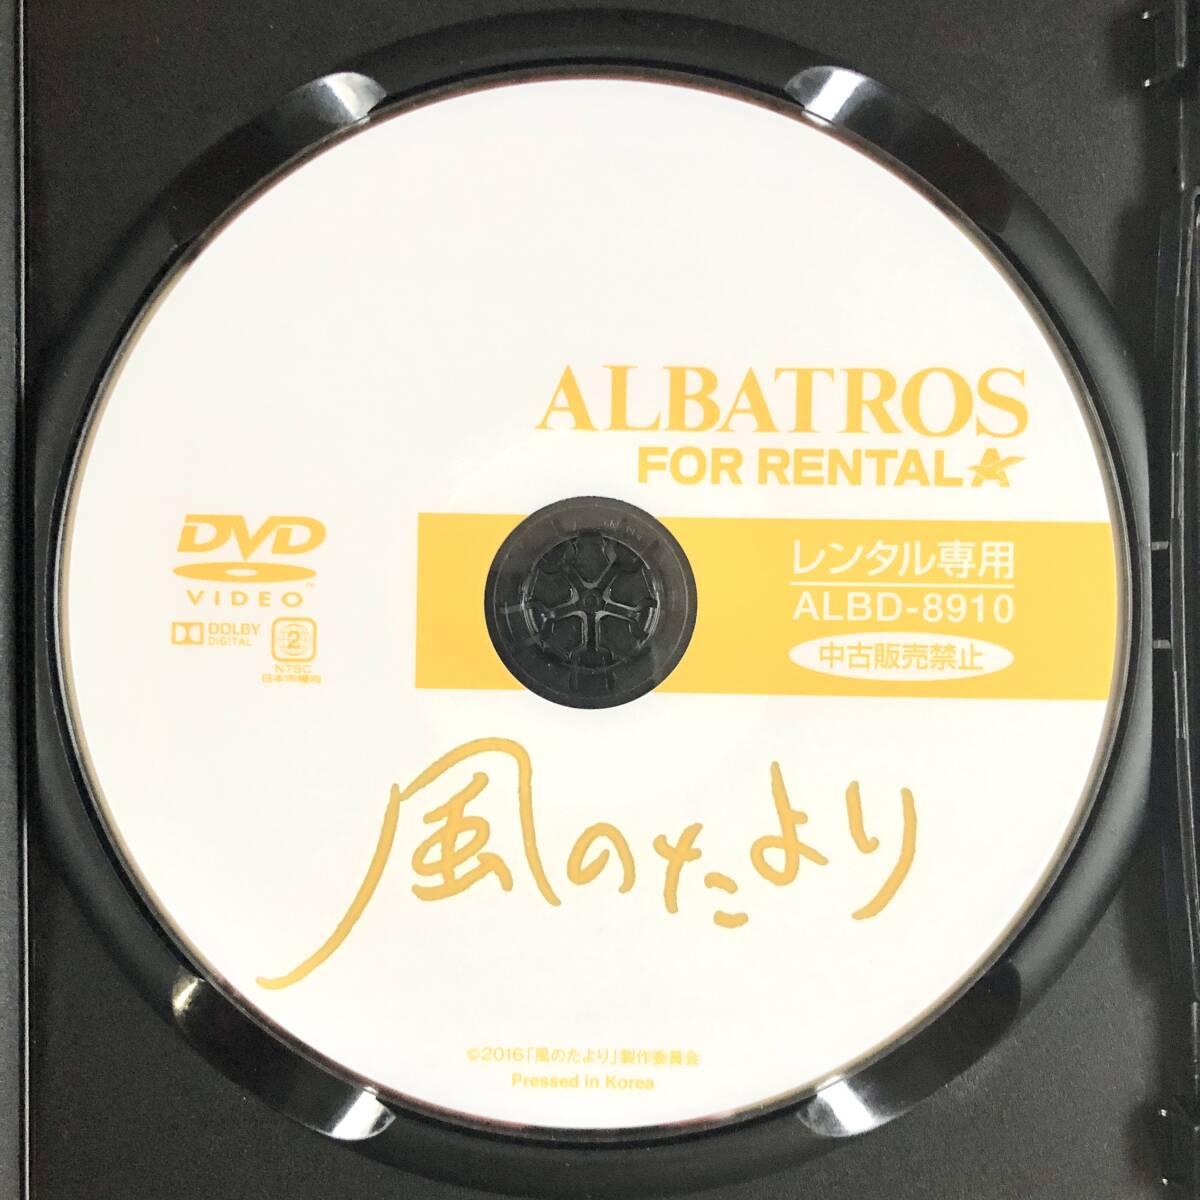 ALBATROS
FOR RENTAL
レンタル専用
ALBD-8910
中古販売禁止
DVD
VIDEO™
DOLBY
DIGITAL
2
NTSC
日本市場向
風のたより
©2016「風のたより」製作委員会
Pressed in Korea